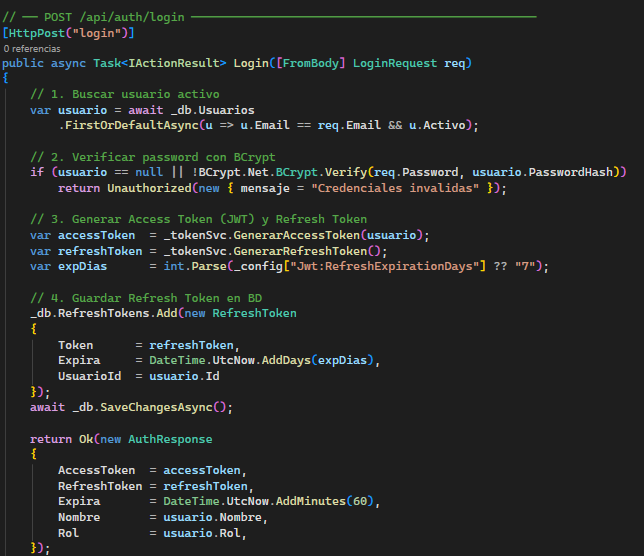 // —— POST /api/auth/login ————————————————————————————————
[HttpPost("login")]
0 referencias
public async Task<IActionResult> Login([FromBody] LoginRequest req)
{
// 1. Buscar usuario activo
var usuario = await _db.Usuarios
.FirstOrDefaultAsync(u => u.Email == req.Email && u.Activo);
// 2. Verificar password con BCrypt
if (usuario == null || !BCrypt.Net.BCrypt.Verify(req.Password, usuario.PasswordHash))
return Unauthorized(new { mensaje = "Credenciales invalidas" });
// 3. Generar Access Token (JWT) y Refresh Token
var accessToken  = _tokenSvc.GenerarAccessToken(usuario);
var refreshToken = _tokenSvc.GenerarRefreshToken();
var expDias      = int.Parse(_config["Jwt:RefreshExpirationDays"] ?? "7");
// 4. Guardar Refresh Token en BD
_db.RefreshTokens.Add(new RefreshToken
{
Token      = refreshToken,
Expira     = DateTime.UtcNow.AddDays(expDias),
UsuarioId  = usuario.Id
});
await _db.SaveChangesAsync();
return Ok(new AuthResponse
{
AccessToken  = accessToken,
RefreshToken = refreshToken,
Expira       = DateTime.UtcNow.AddMinutes(60),
Nombre       = usuario.Nombre,
Rol          = usuario.Rol,
});